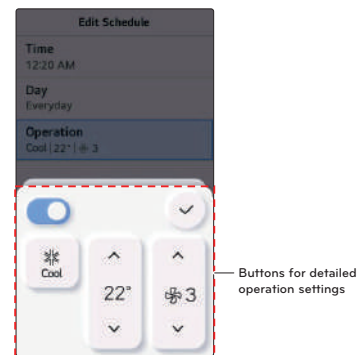 Edit Schedule
Time
12:20 AM
Day
Everyday
Operation
Cool | 22° | 3
Cool
22°
3
Buttons for detailed
operation settings